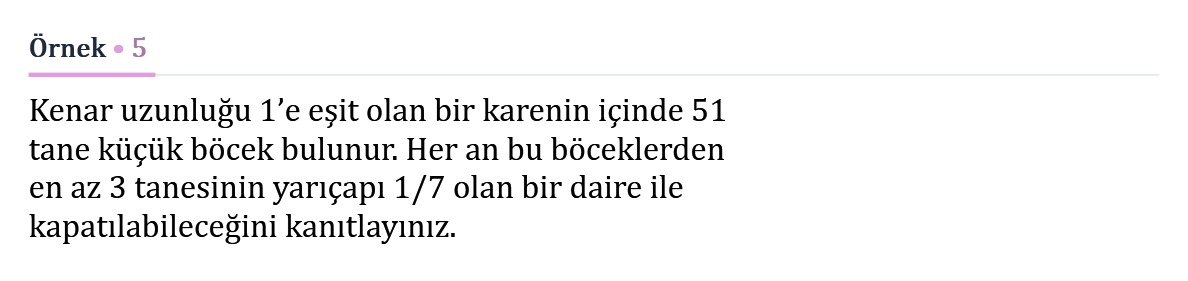 Örnek • 5
Kenar uzunluğu 1’e eşit olan bir karenin içinde 51
tane küçük böcek bulunur. Her an bu böceklerden
en az 3 tanesinin yarıçapı 1/7 olan bir daire ile
kapatılabileceğini kanıtlayınız.